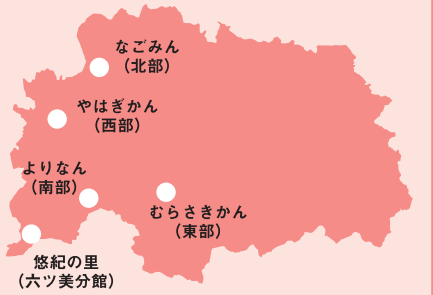 なごみん
（北部）
やはぎかん
（西部）
よりなん
（南部）
むらさきかん
（東部）
悠紀の里
（六ツ美分館）